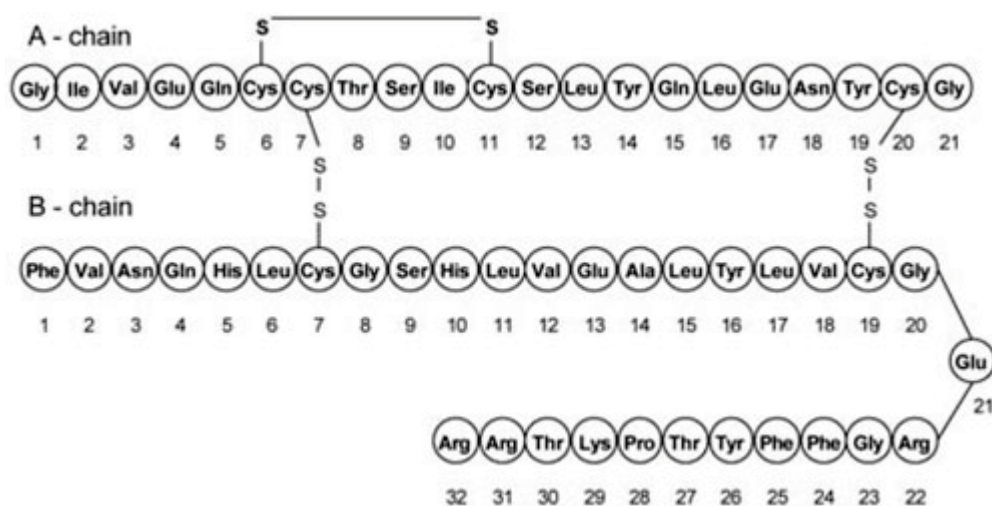 S S
A - chain
Gly Ile Val Glu Gln Cys Cys Thr Ser Ile Cys Ser Leu Tyr Gln Leu Glu Asn Tyr Cys Gly
1 2 3 4 5 6 7 8 9 10 11 12 13 14 15 16 17 18 19 20 21
S S
S S
B - chain
Phe Val Asn Gln His Leu Cys Gly Ser His Leu Val Glu Ala Leu Tyr Leu Val Cys Gly
1 2 3 4 5 6 7 8 9 10 11 12 13 14 15 16 17 18 19 20
Glu
21
Arg Arg Thr Lys Pro Thr Tyr Phe Phe Gly Arg
32 31 30 29 28 27 26 25 24 23 22